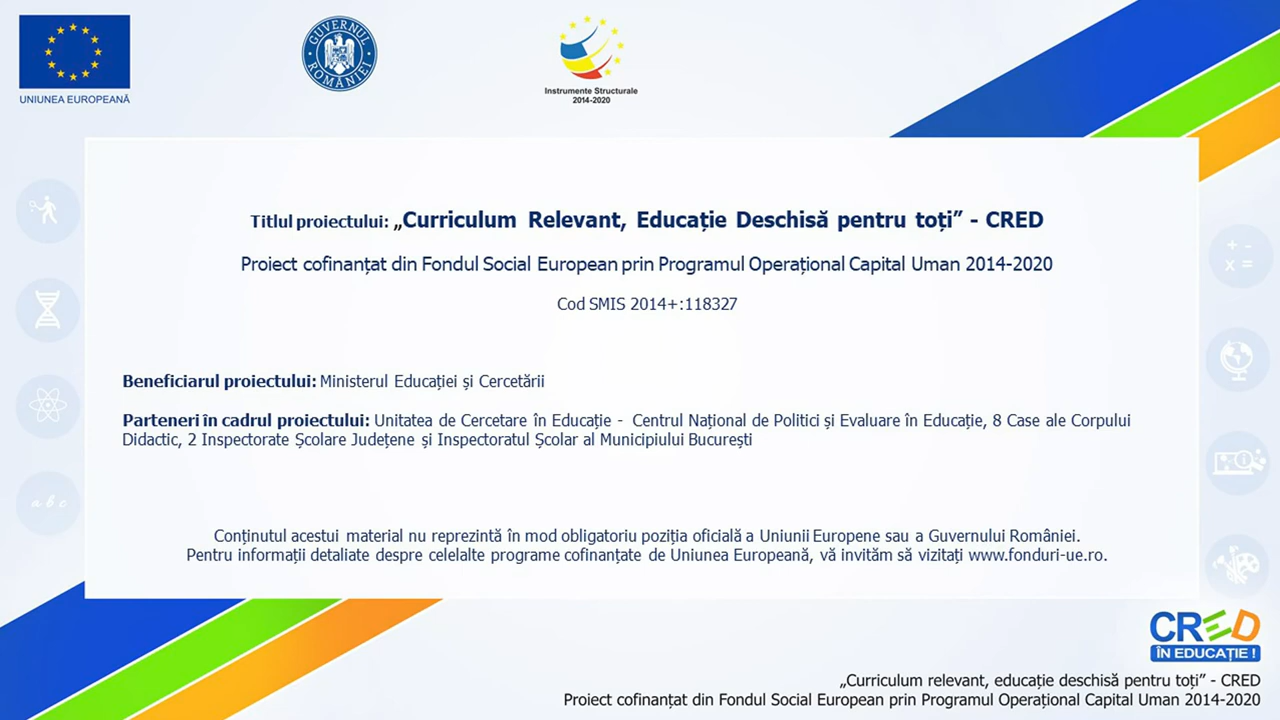 UNIUNEA EUROPEANĂ
GUVERNUL ROMÂNIEI
Instrumente Structurale
2014-2020
Titlul proiectului: „Curriculum Relevant, Educație Deschisă pentru toți” - CRED
Proiect cofinanțat din Fondul Social European prin Programul Operațional Capital Uman 2014-2020
Cod SMIS 2014+:118327
Beneficiarul proiectului: Ministerul Educației și Cercetării
Parteneri în cadrul proiectului: Unitatea de Cercetare în Educație - Centrul Național de Politici și Evaluare în Educație, 8 Case ale Corpului
Didactic, 2 Inspectorate Școlare Județene și Inspectoratul Școlar al Municipiului București
a b c
Conținutul acestui material nu reprezintă în mod obligatoriu poziția oficială a Uniunii Europene sau a Guvernului României.
Pentru informații detaliate despre celelalte programe cofinanțate de Uniunea Europeană, vă invităm să vizitați www.fonduri-ue.ro.
CRED
ÎN EDUCAȚIE !
„Curriculum relevant, educație deschisă pentru toți” - CRED
Proiect cofinanțat din Fondul Social European prin Programul Operațional Capital Uman 2014-2020